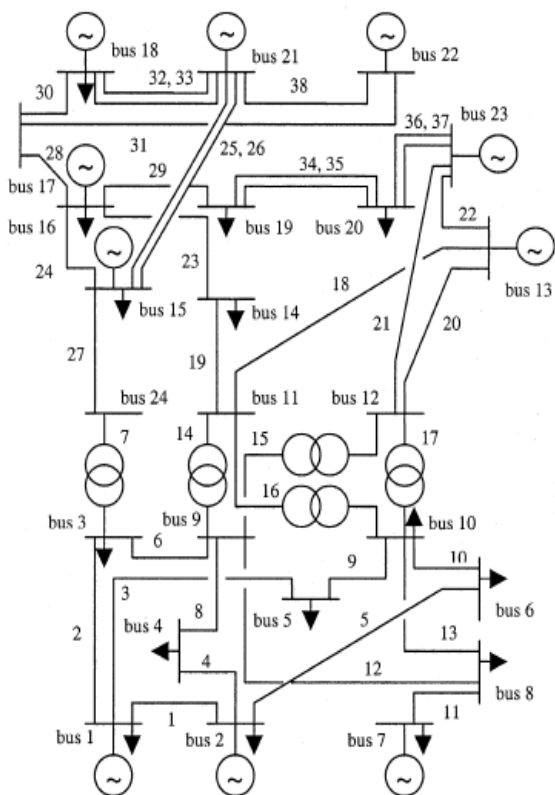 ~
~
~
bus 18
bus 21
bus 22
32, 33
30
38
bus 23
36, 37
31
25, 26
28
~
29
34, 35
bus 17
~
bus 16
bus 19
bus 20
22
~
24
~
23
18
bus 13
bus 15
bus 14
27
19
21
20
bus 24
bus 11
bus 12
7
14
15
17
16
bus 3
bus 9
bus 10
6
9
10
3
8
5
bus 6
bus 4
bus 5
2
4
13
12
bus 8
1
11
bus 1
bus 2
bus 7
~
~
~